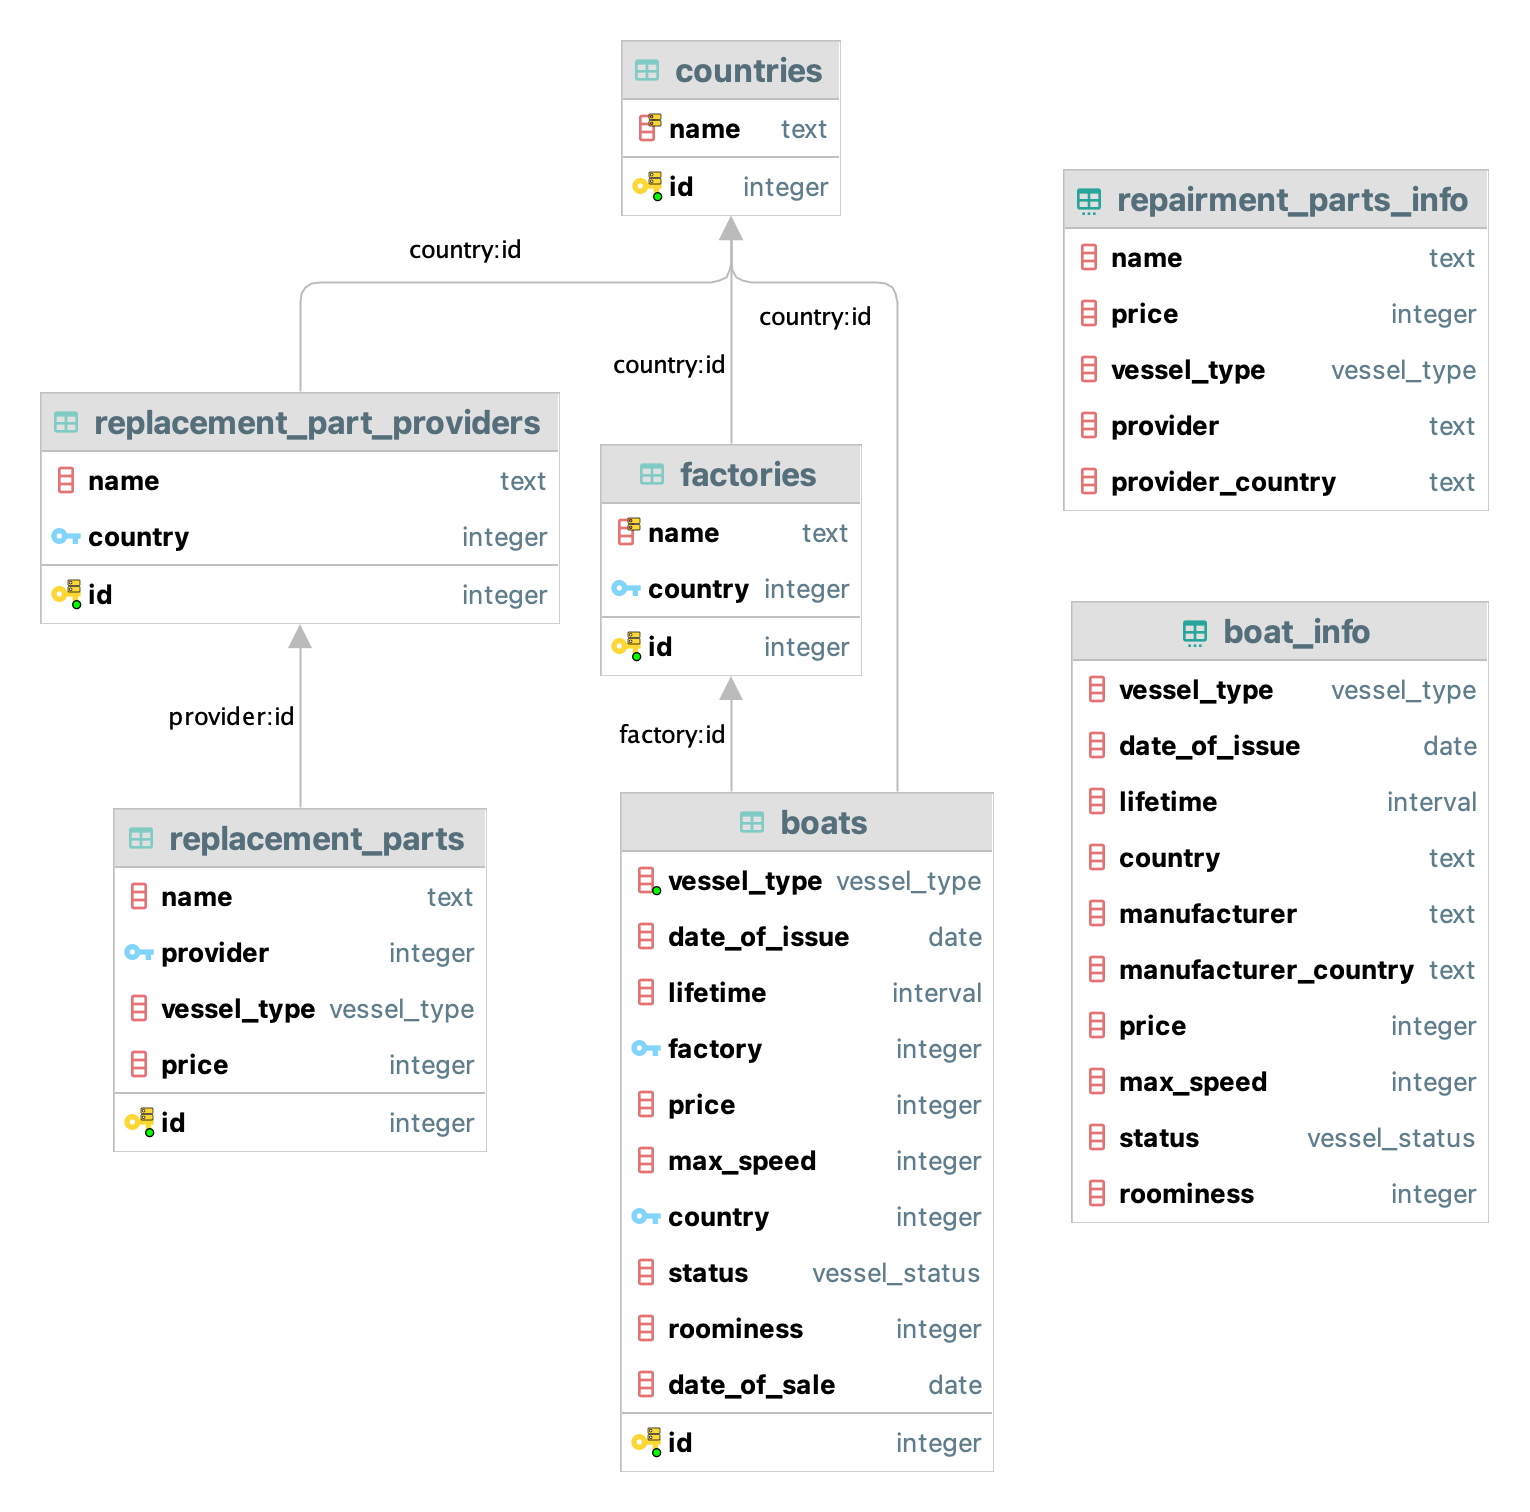 countries
name text
id integer
country:id
country:id
country:id
replacement_part_providers
name text
country integer
id integer
factories
name text
country integer
id integer
provider:id
factory:id
replacement_parts
name text
provider integer
vessel_type vessel_type
price integer
id integer
boats
vessel_type vessel_type
date_of_issue date
lifetime interval
factory integer
price integer
max_speed integer
country integer
status vessel_status
roominess integer
date_of_sale date
id integer
repairment_parts_info
name text
price integer
vessel_type vessel_type
provider text
provider_country text
boat_info
vessel_type vessel_type
date_of_issue date
lifetime interval
country text
manufacturer text
manufacturer_country text
price integer
max_speed integer
status vessel_status
roominess integer